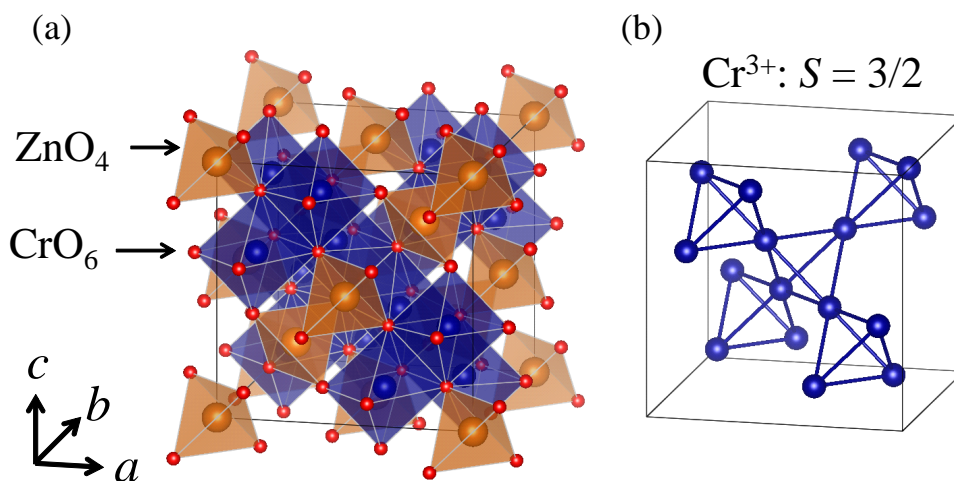 (a)
ZnO₄
CrO₆
c
b
a
(b)
Cr³⁺: S = 3/2